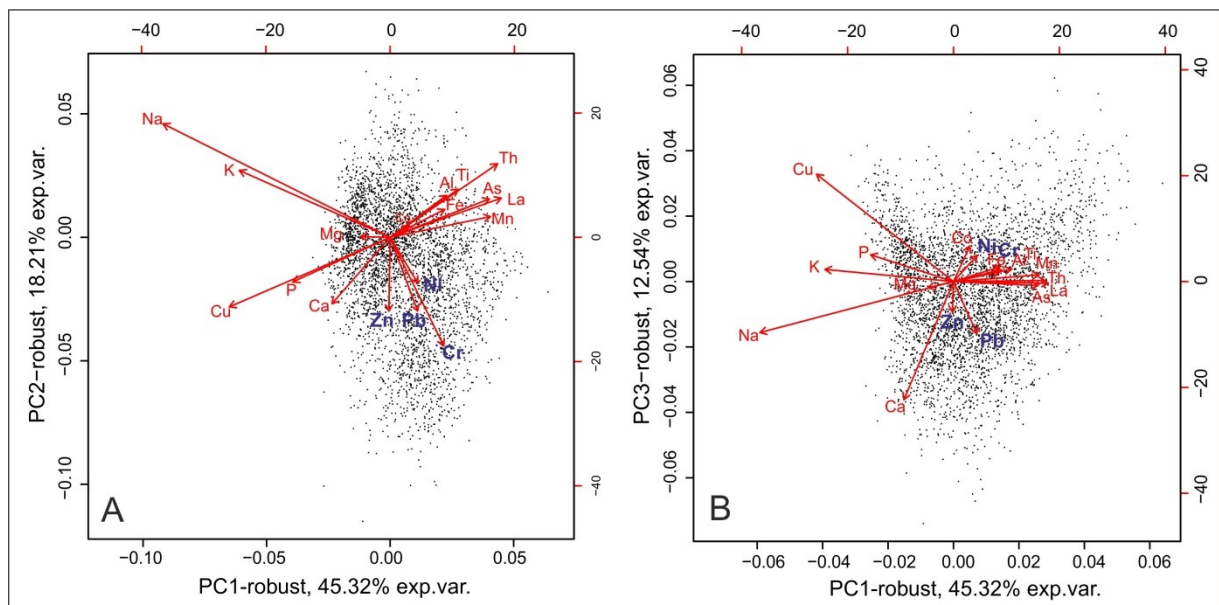 −40 −20 0 20
0.05
0.00
−0.05
−0.10
PC2−robust, 18.21% exp.var.
Na
K
Th
Ti
Al
As
La
Fe
Mn
Mg
P
Cu
Ca
Ni
Zn Pb
Cr
20
0
−20
−40
A
−0.10 −0.05 0.00 0.05
PC1-robust, 45.32% exp.var.
−40 −20 0 20 40
0.06
0.04
0.02
0.00
−0.02
−0.04
−0.06
PC3−robust, 12.54% exp.var.
Cu
Co
Ni Cr
P
Fe
Ti
Al
Mn
K
Th
Mg
La
As
Zn
Na
Pb
Ca
40
20
0
−20
−40
B
−0.06 −0.04 −0.02 0.00 0.02 0.04 0.06
PC1-robust, 45.32% exp.var.